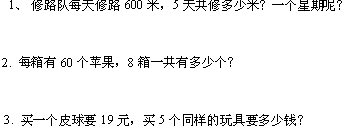 1、 修路队每天修路 600 米，5 天共修多少米？一个星期呢？
2. 每箱有 60 个苹果，8 箱一共有多少个？
3. 买一个皮球要 19 元，买 5 个同样的玩具要多少钱？